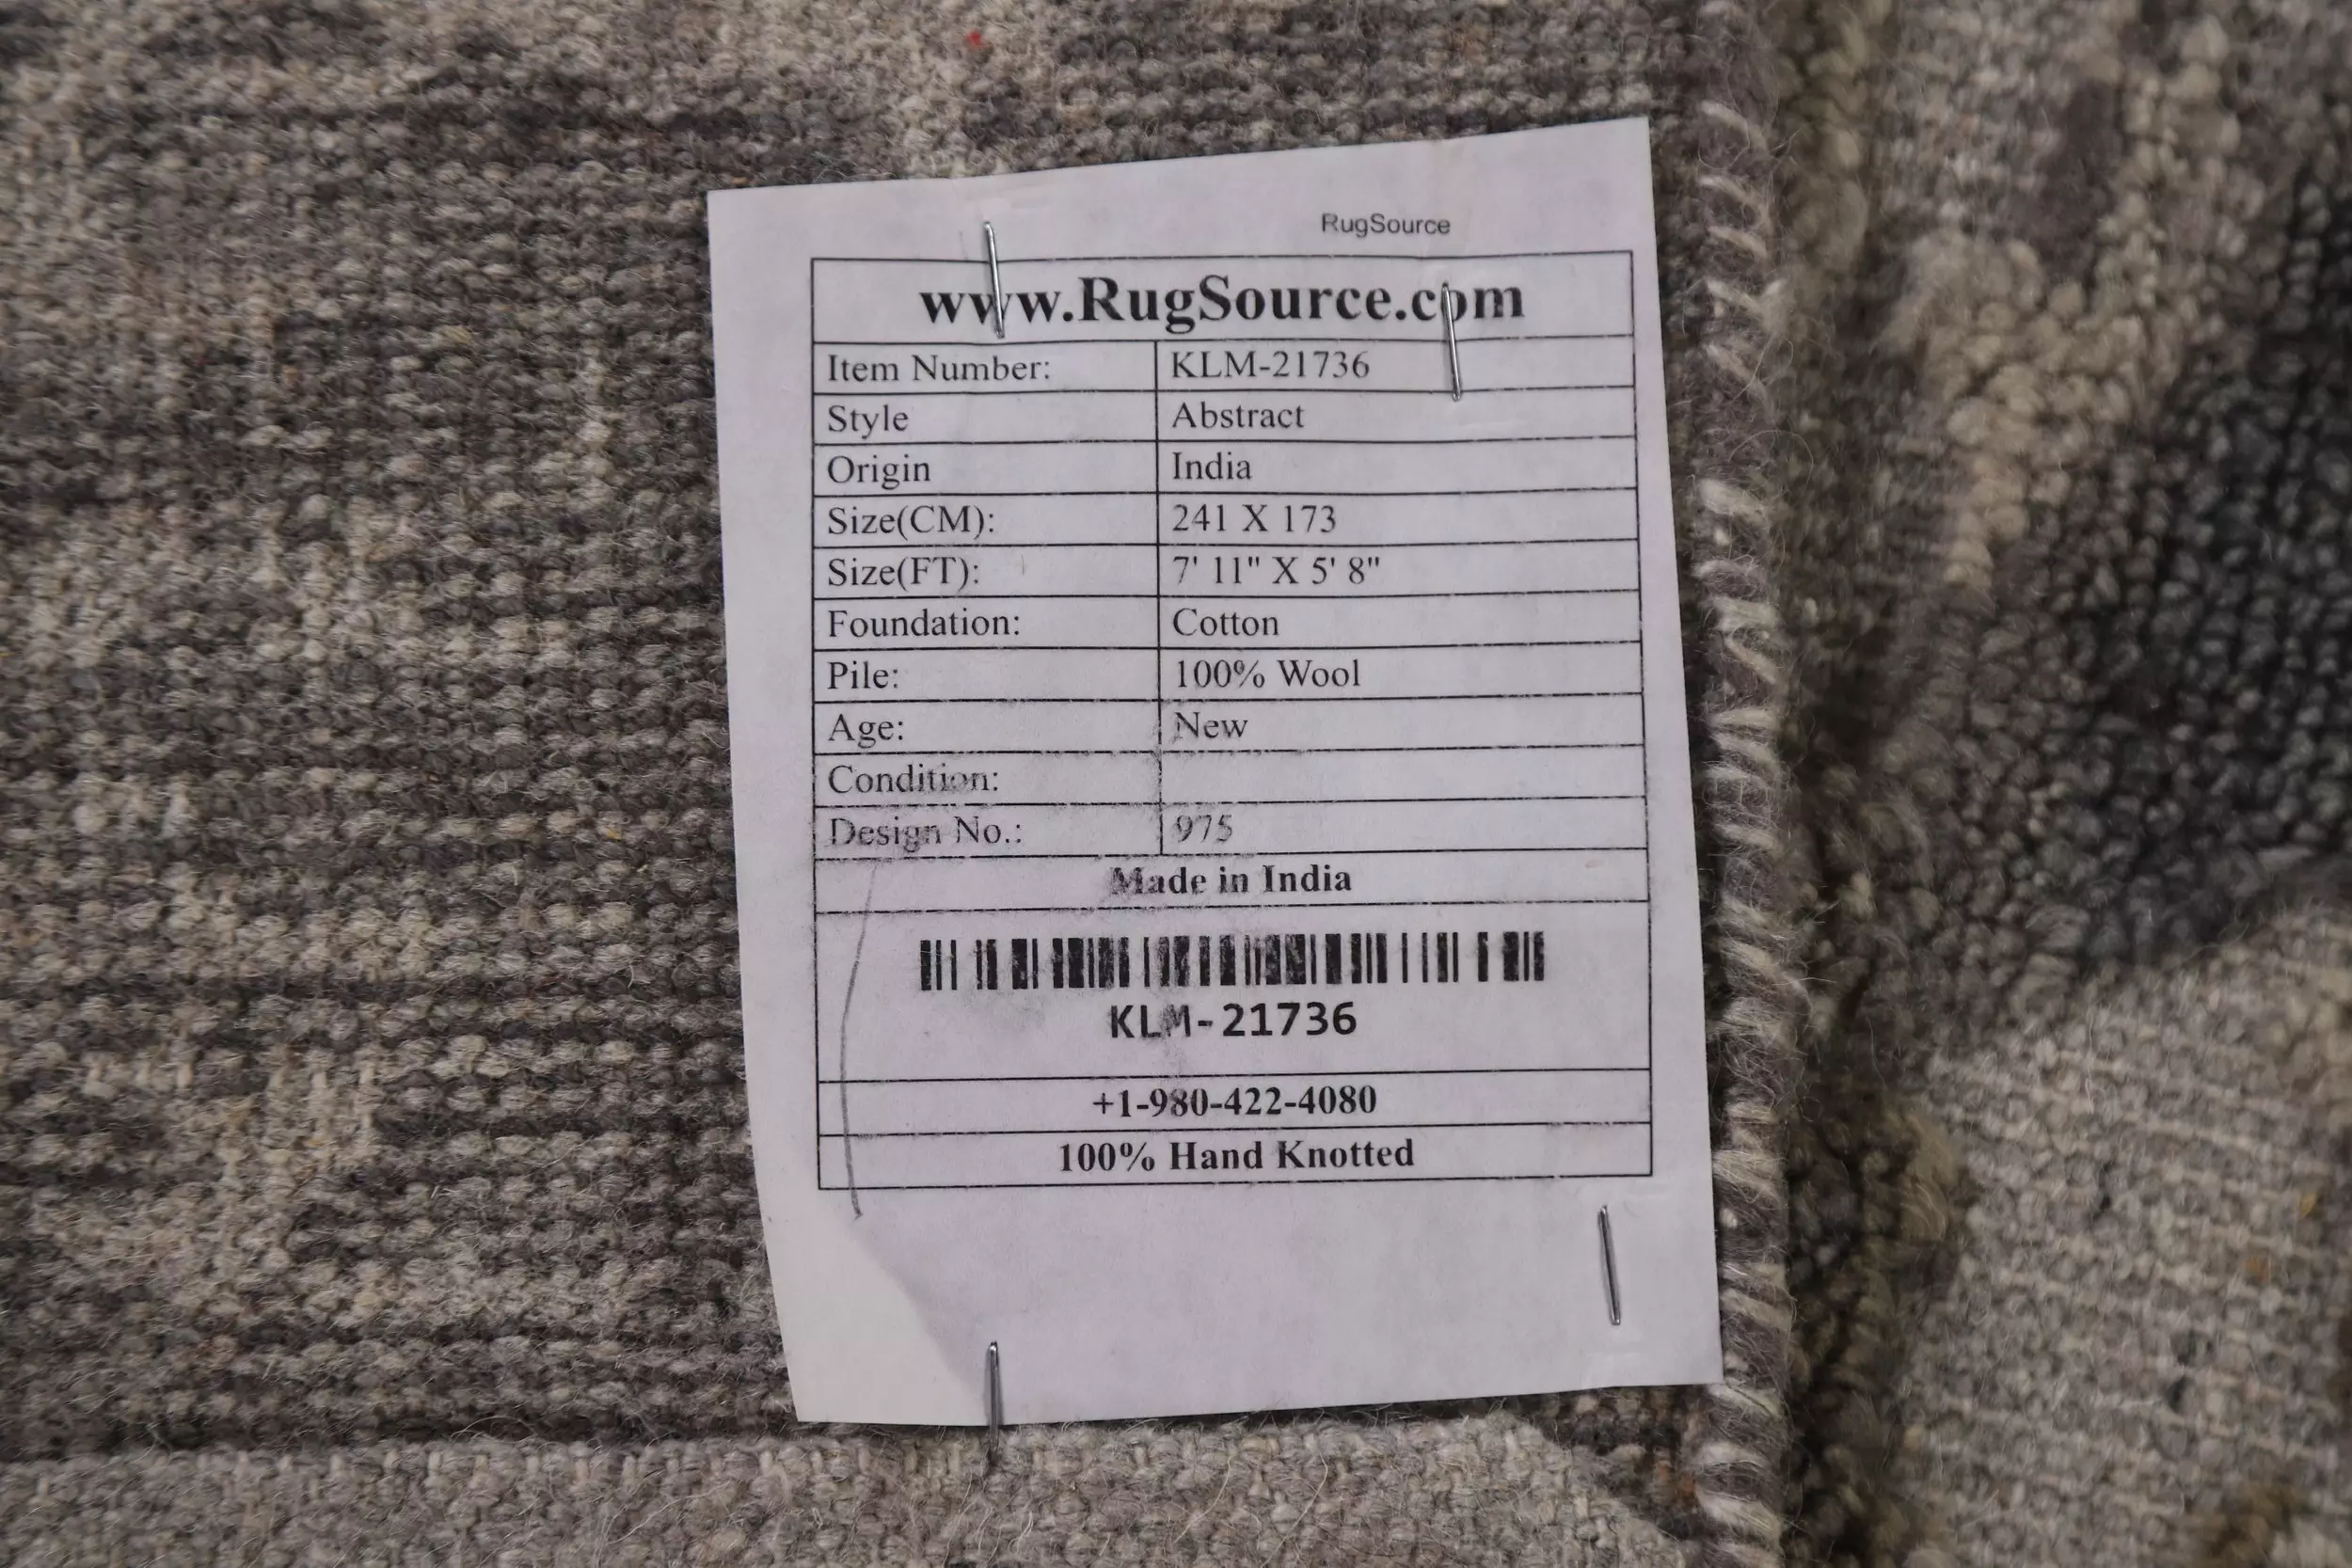 RugSource
www.RugSource.com
Item Number: KLM-21736
Style Abstract
Origin India
Size(CM): 241 X 173
Size(FT): 7' 11" X 5' 8"
Foundation: Cotton
Pile: 100% Wool
Age: New
Condition:
Design No.: 975
Made in India
KLM-21736
+1-980-422-4080
100% Hand Knotted